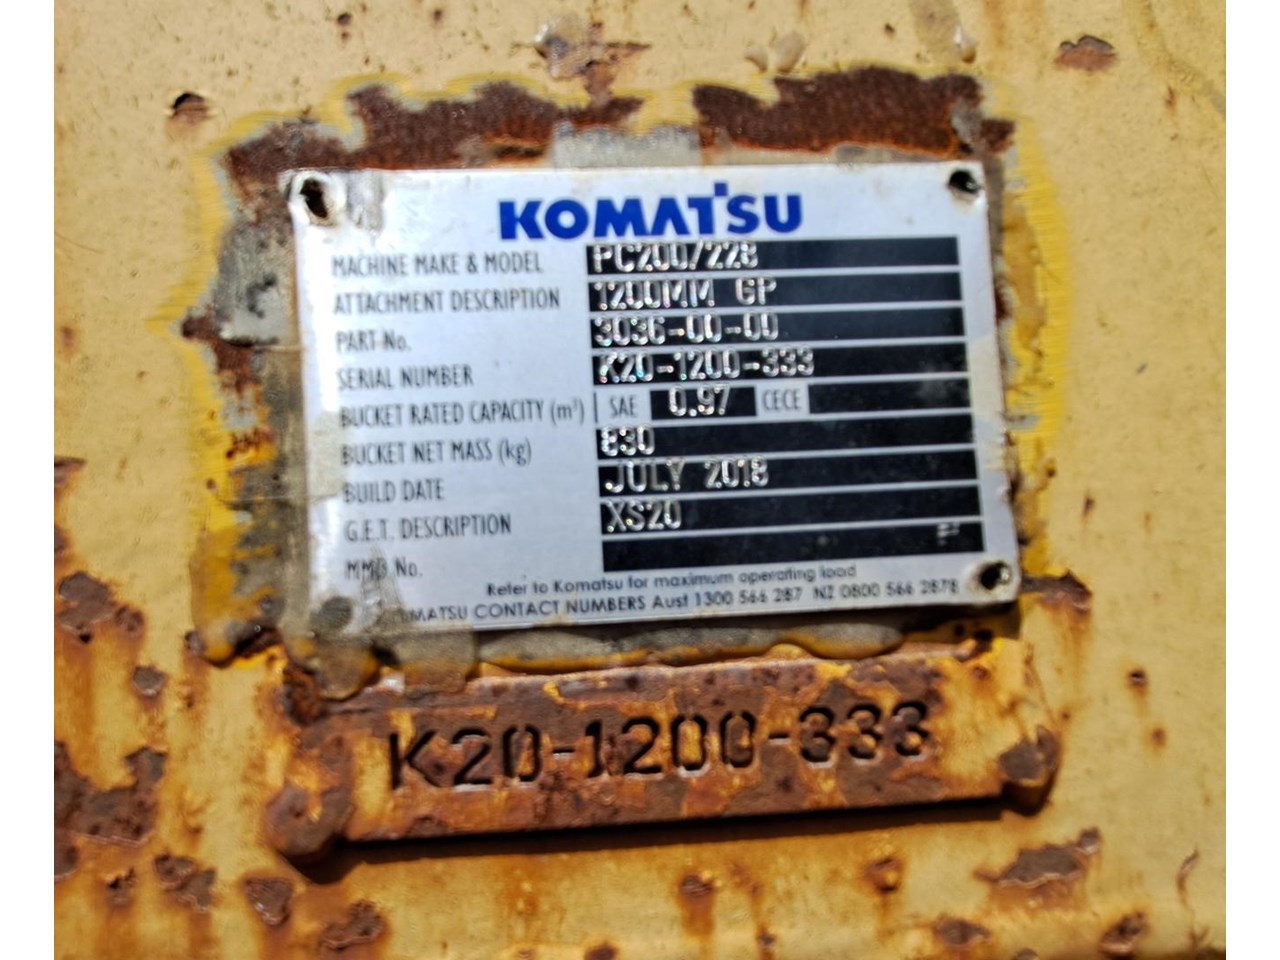 KOMATSU
MACHINE MAKE & MODEL PC200/228
ATTACHMENT DESCRIPTION 1200MM GP
PART No. 3036-00-00
SERIAL NUMBER K20-1200-333
BUCKET RATED CAPACITY (m³) SAE 0.97 CECE
BUCKET NET MASS (kg) 830
BUILD DATE JULY 2018
G.E.T. DESCRIPTION XS20
No.
Refer to Komatsu for maximum operating load
CONTACT NUMBERS Aust 1300 566 287 NZ 0800 566 2878
K20-1200-333